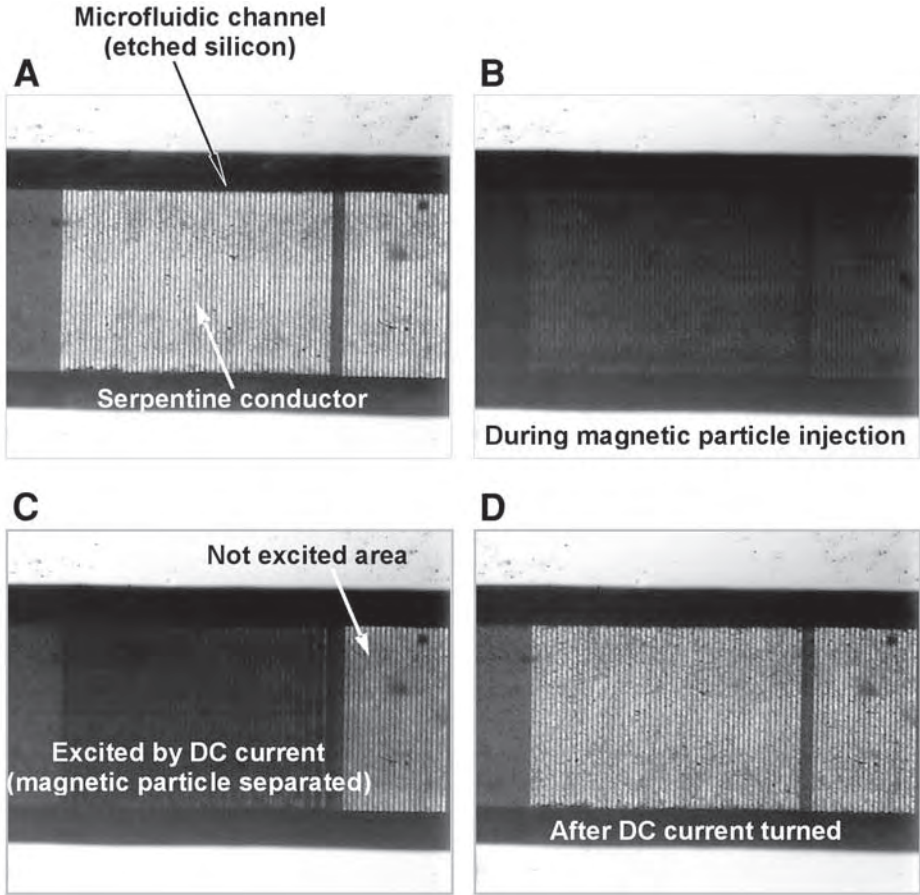 Microfluidic channel
(etched silicon)
A
B
Serpentine conductor
During magnetic particle injection
C
D
Not excited area
Excited by DC current
(magnetic particle separated)
After DC current turned